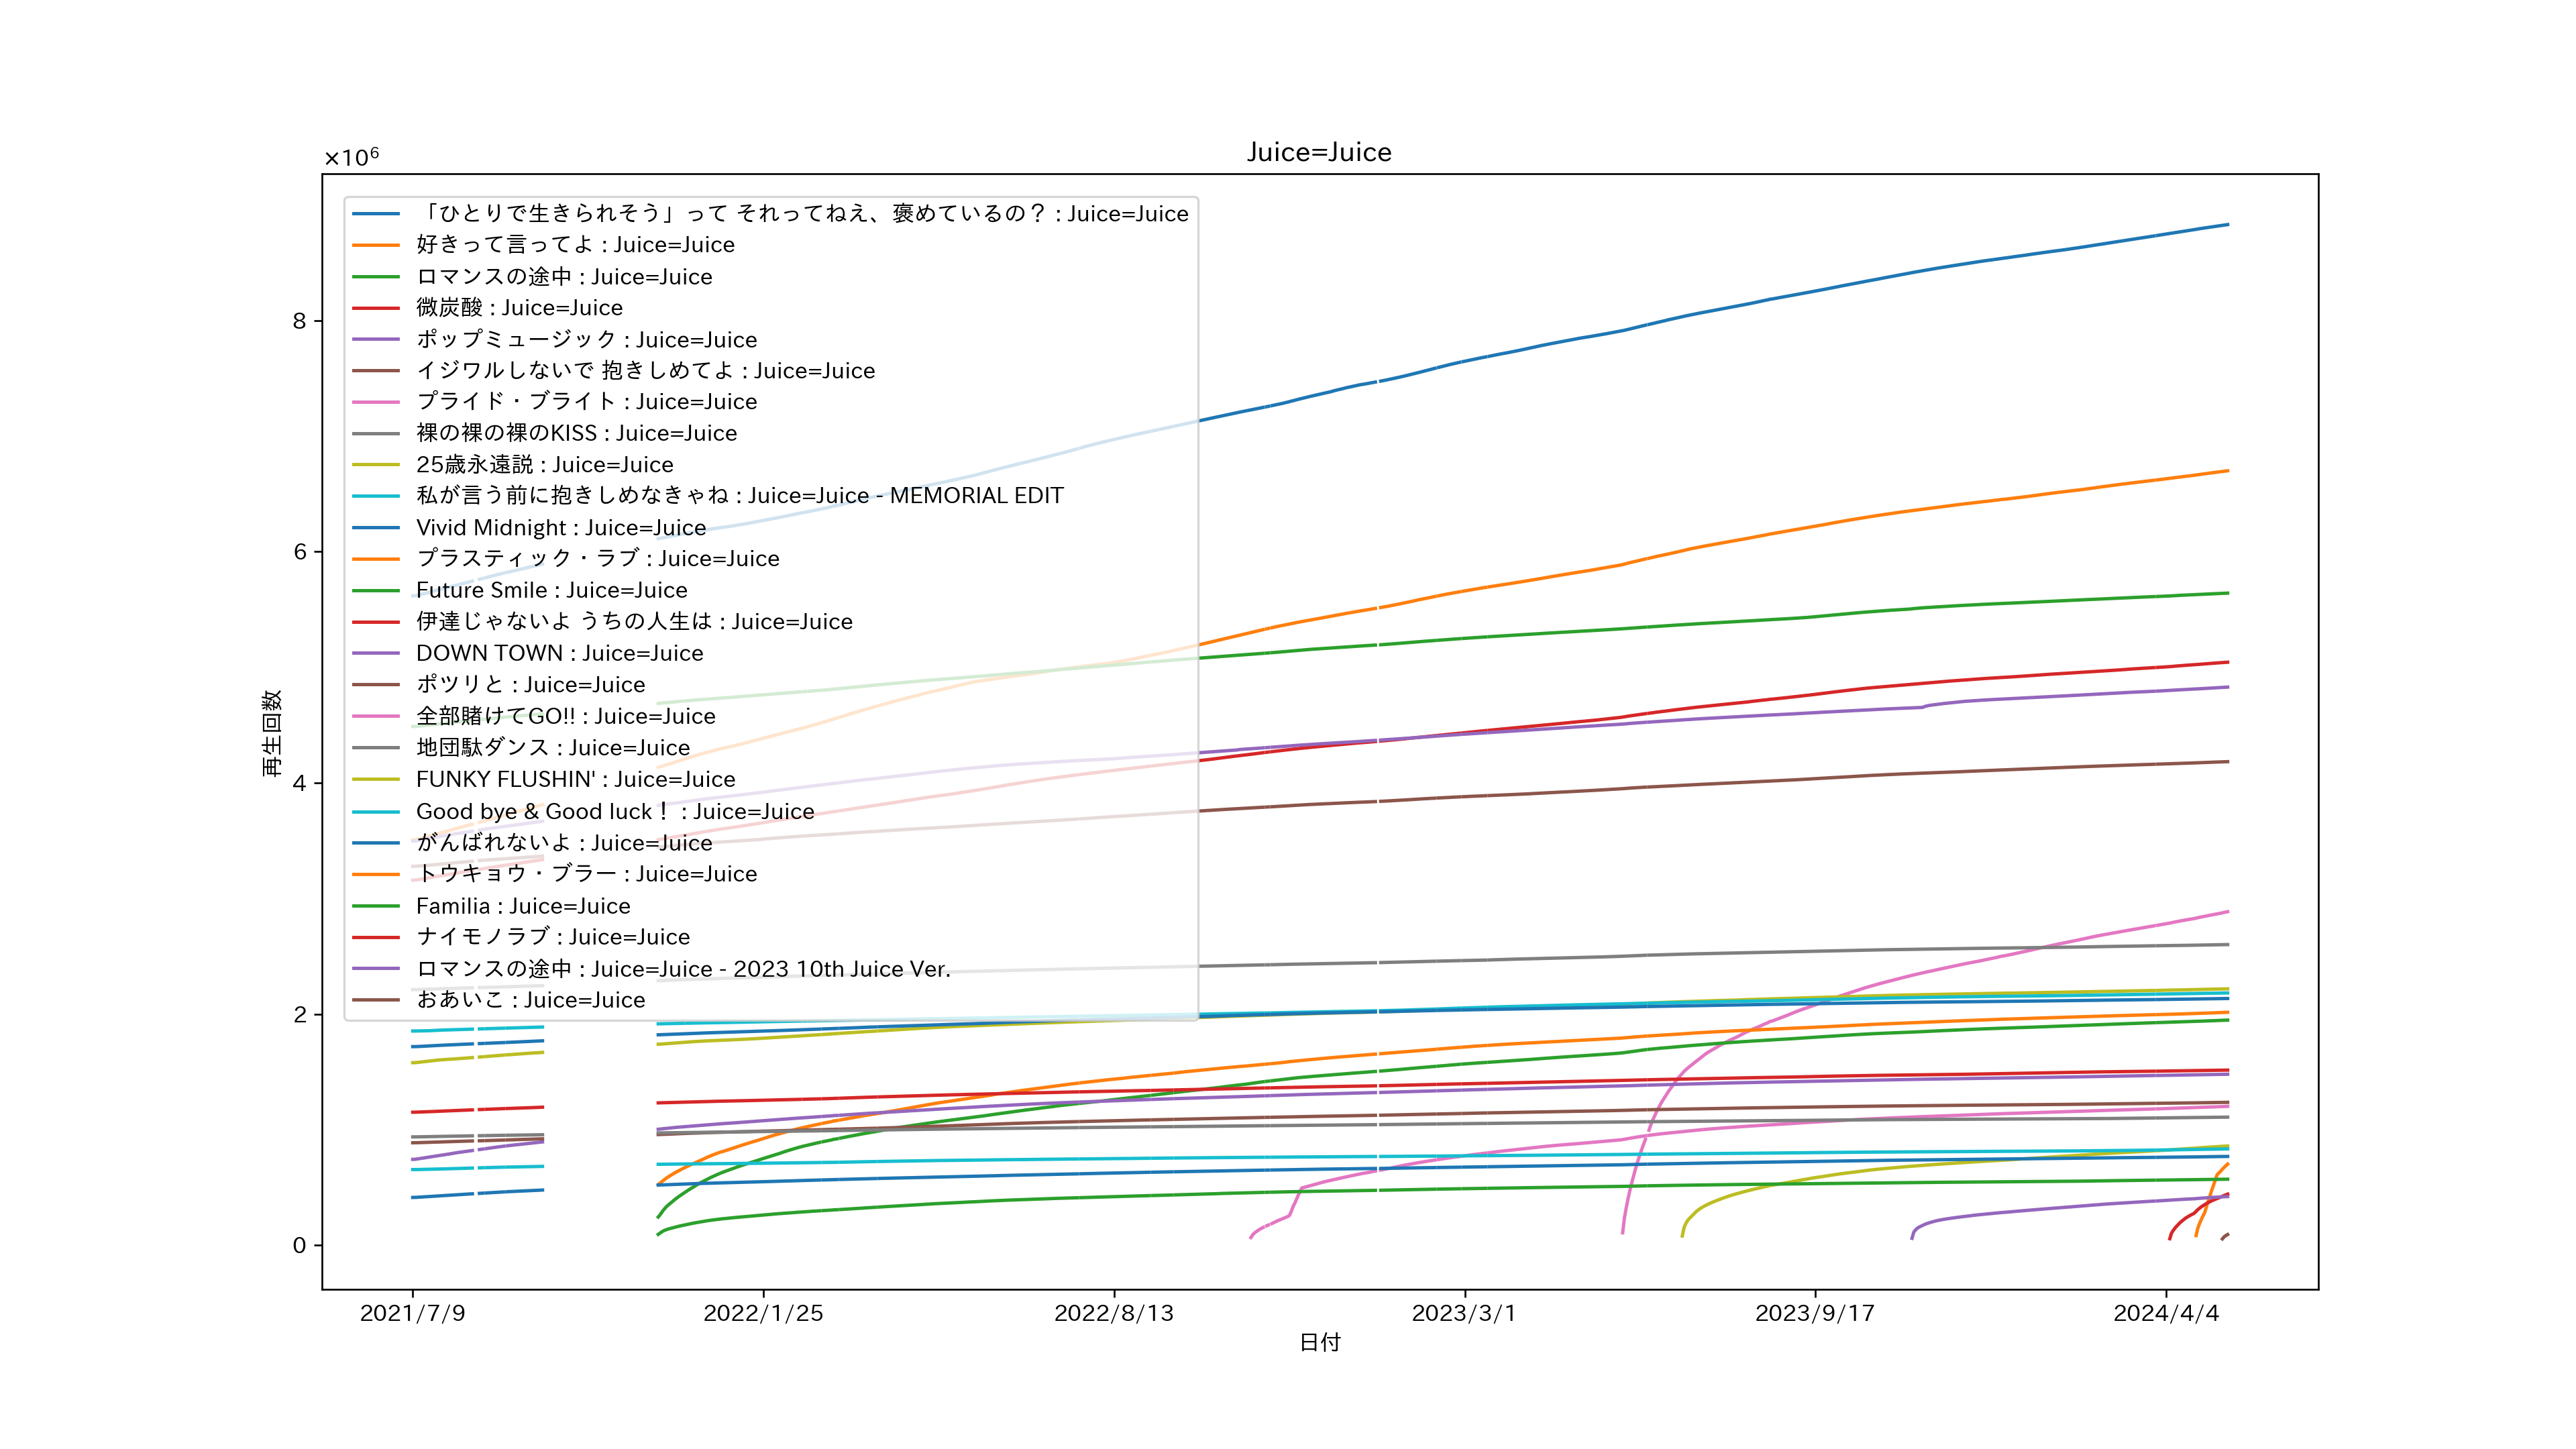 Juice=Juice
×10⁶
「ひとりで生きられそう」って それってねえ、褒めているの？ : Juice=Juice
好きって言ってよ : Juice=Juice
ロマンスの途中 : Juice=Juice
微炭酸 : Juice=Juice
ポップミュージック : Juice=Juice
イジワルしないで 抱きしめてよ : Juice=Juice
プライド・ブライト : Juice=Juice
裸の裸の裸のKISS : Juice=Juice
25歳永遠説 : Juice=Juice
私が言う前に抱きしめなきゃね : Juice=Juice - MEMORIAL EDIT
Vivid Midnight : Juice=Juice
プラスティック・ラブ : Juice=Juice
Future Smile : Juice=Juice
伊達じゃないよ うちの人生は : Juice=Juice
DOWN TOWN : Juice=Juice
ポツリと : Juice=Juice
全部賭けてGO!! : Juice=Juice
地団駄ダンス : Juice=Juice
FUNKY FLUSHIN' : Juice=Juice
Good bye & Good luck！ : Juice=Juice
がんばれないよ : Juice=Juice
トウキョウ・ブラー : Juice=Juice
Familia : Juice=Juice
ナイモノラブ : Juice=Juice
ロマンスの途中 : Juice=Juice - 2023 10th Juice Ver.
おあいこ : Juice=Juice
8
6
4
2
0
再生回数
2021/7/9
2022/1/25
2022/8/13
2023/3/1
2023/9/17
2024/4/4
日付